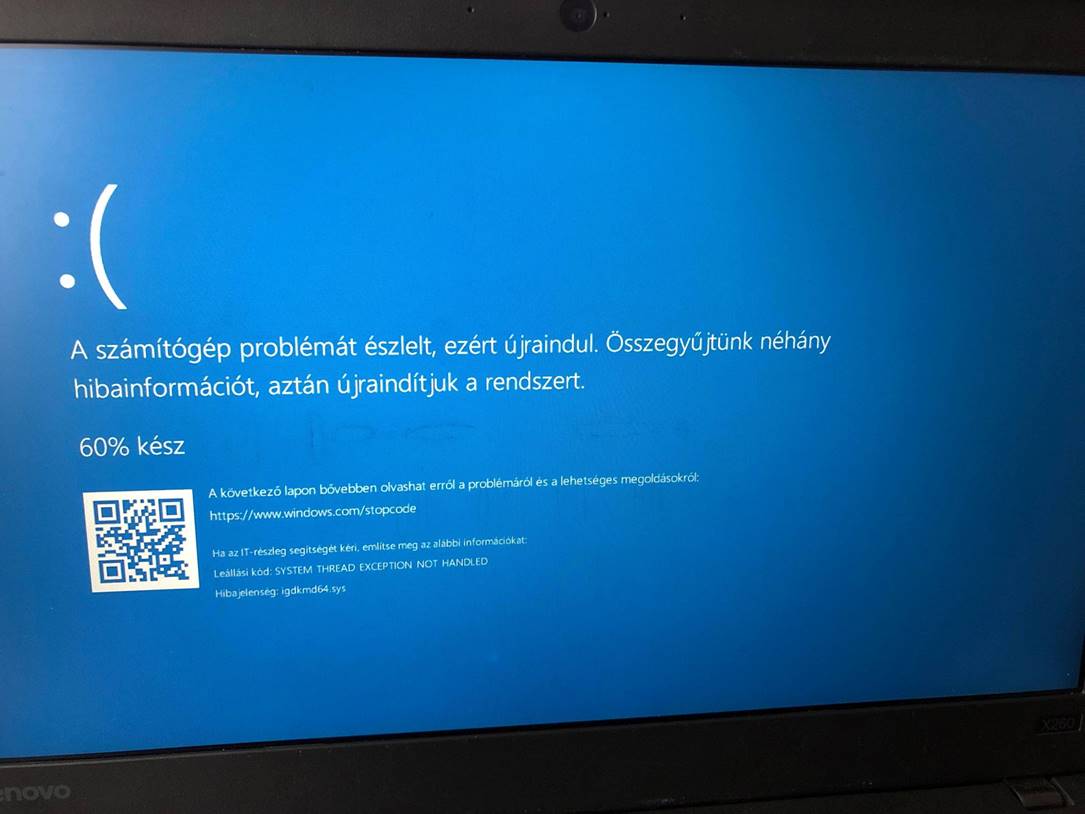 :(
A számítógép problémát észlelt, ezért újraindul. Összegyűjtünk néhány
hibainformációt, aztán újraindítjuk a rendszert.
60% kész
A következő lapon bővebben olvashat erről a problémáról és a lehetséges megoldásokról:
https://www.windows.com/stopcode
Ha az IT-részleg segítségét kéri, említse meg az alábbi információkat:
Leállási kód: SYSTEM THREAD EXCEPTION NOT HANDLED
Hibajelenség: igdkmd64.sys
X260
enovo